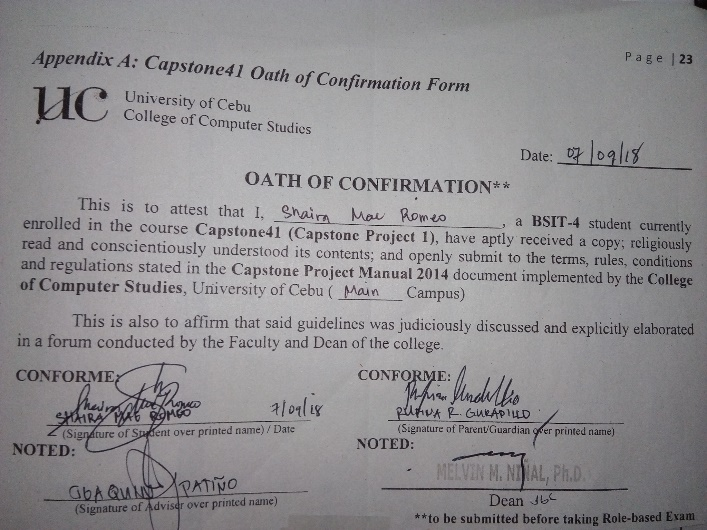 Page | 23
Appendix A: Capstone41 Oath of Confirmation Form
UC University of Cebu
College of Computer Studies
Date: 07/09/18
OATH OF CONFIRMATION**
This is to attest that I, Shaira Mae Romeo, a BSIT-4 student currently
enrolled in the course Capstone41 (Capstone Project 1), have aptly received a copy; religiously
read and conscientiously understood its contents; and openly submit to the terms, rules, conditions
and regulations stated in the Capstone Project Manual 2014 document implemented by the College
of Computer Studies, University of Cebu ( Main Campus)
This is also to affirm that said guidelines was judiciously discussed and explicitly elaborated
in a forum conducted by the Faculty and Dean of the college.
CONFORME: CONFORME:
SHAIRA MAE ROMEO 7/09/18 R.
(Signature of Student over printed name) / Date (Signature of Parent/Guardian over printed name)
NOTED: NOTED:
PATIÑO MELVIN M. NIÑAL, Ph.D.
(Signature of Adviser over printed name) Dean
**to be submitted before taking Role-based Exam